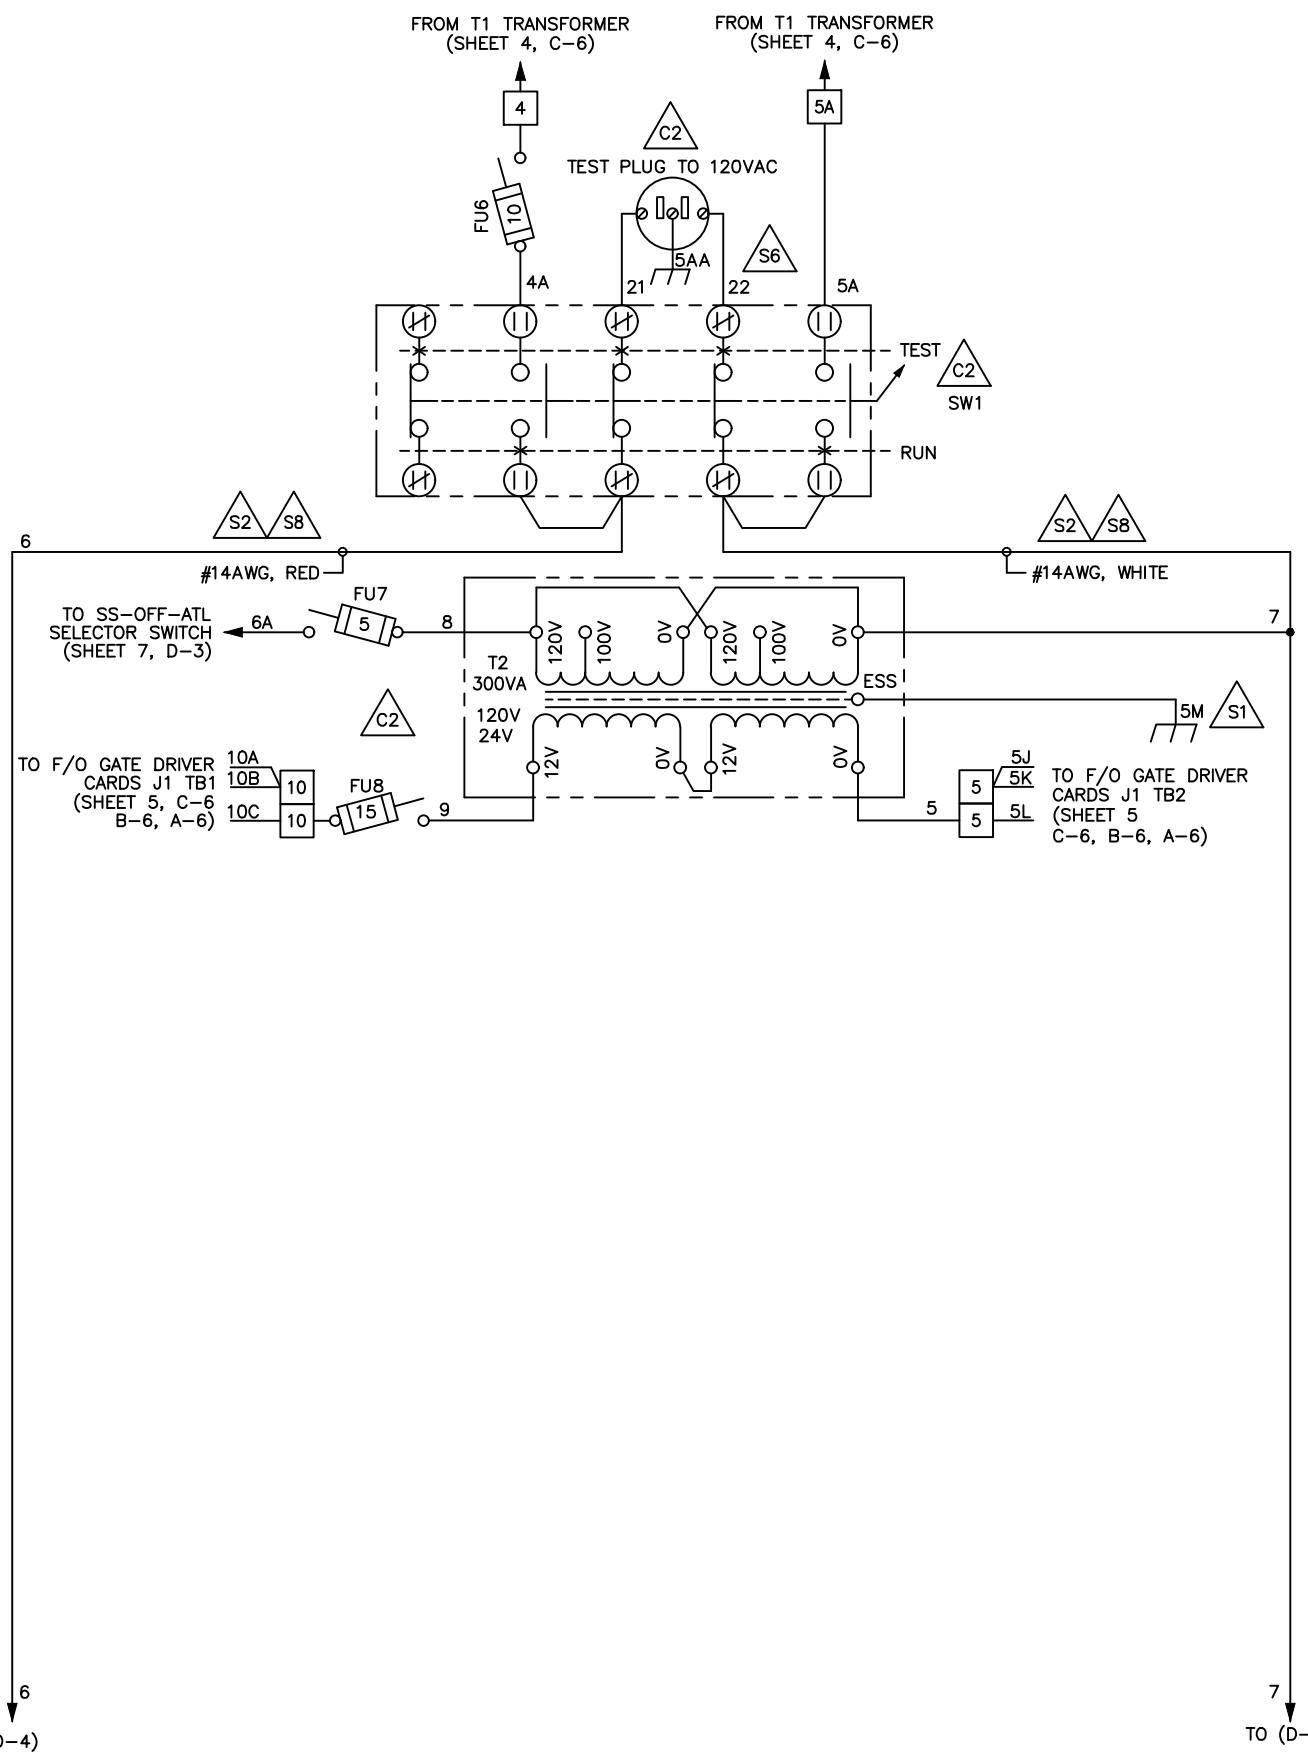 FROM T1 TRANSFORMER
(SHEET 4, C-6)
FROM T1 TRANSFORMER
(SHEET 4, C-6)
4
5A
C2
TEST PLUG TO 120VAC
FU6
10
5AA
S6
4A
21
22
5A
TEST
C2
SW1
RUN
S2
S8
S2
S8
6
#14AWG, RED
#14AWG, WHITE
FU7
TO SS-OFF-ATL
SELECTOR SWITCH
(SHEET 7, D-3)
6A
5
8
120V
100V
0V
120V
100V
0V
7
T2
300VA
ESS
120V
24V
C2
5M
S1
12V
0V
12V
0V
TO F/O GATE DRIVER
CARDS J1 TB1
(SHEET 5, C-6
B-6, A-6)
10A
10B
10C
10
10
FU8
15
9
5
5
5
5J
5K
5L
TO F/O GATE DRIVER
CARDS J1 TB2
(SHEET 5
C-6, B-6, A-6)
6
7
-4)
TO (D-